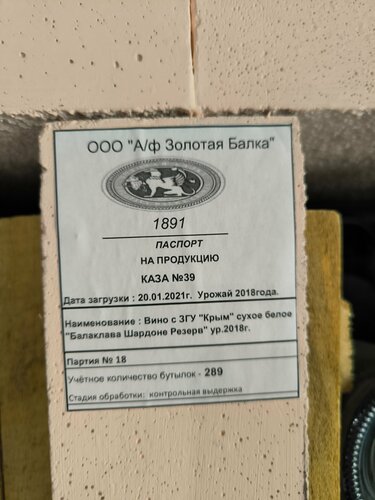 ООО "А/ф Золотая Балка"
1891
ПАСПОРТ
НА ПРОДУКЦИЮ
КАЗА №39
Дата загрузки : 20.01.2021г. Урожай 2018года.
Наименование : Вино с ЗГУ "Крым" сухое белое
"Балаклава Шардоне Резерв" ур.2018г.
Партия № 18
Учётное количество бутылок - 289
Стадия обработки: контрольная выдержка